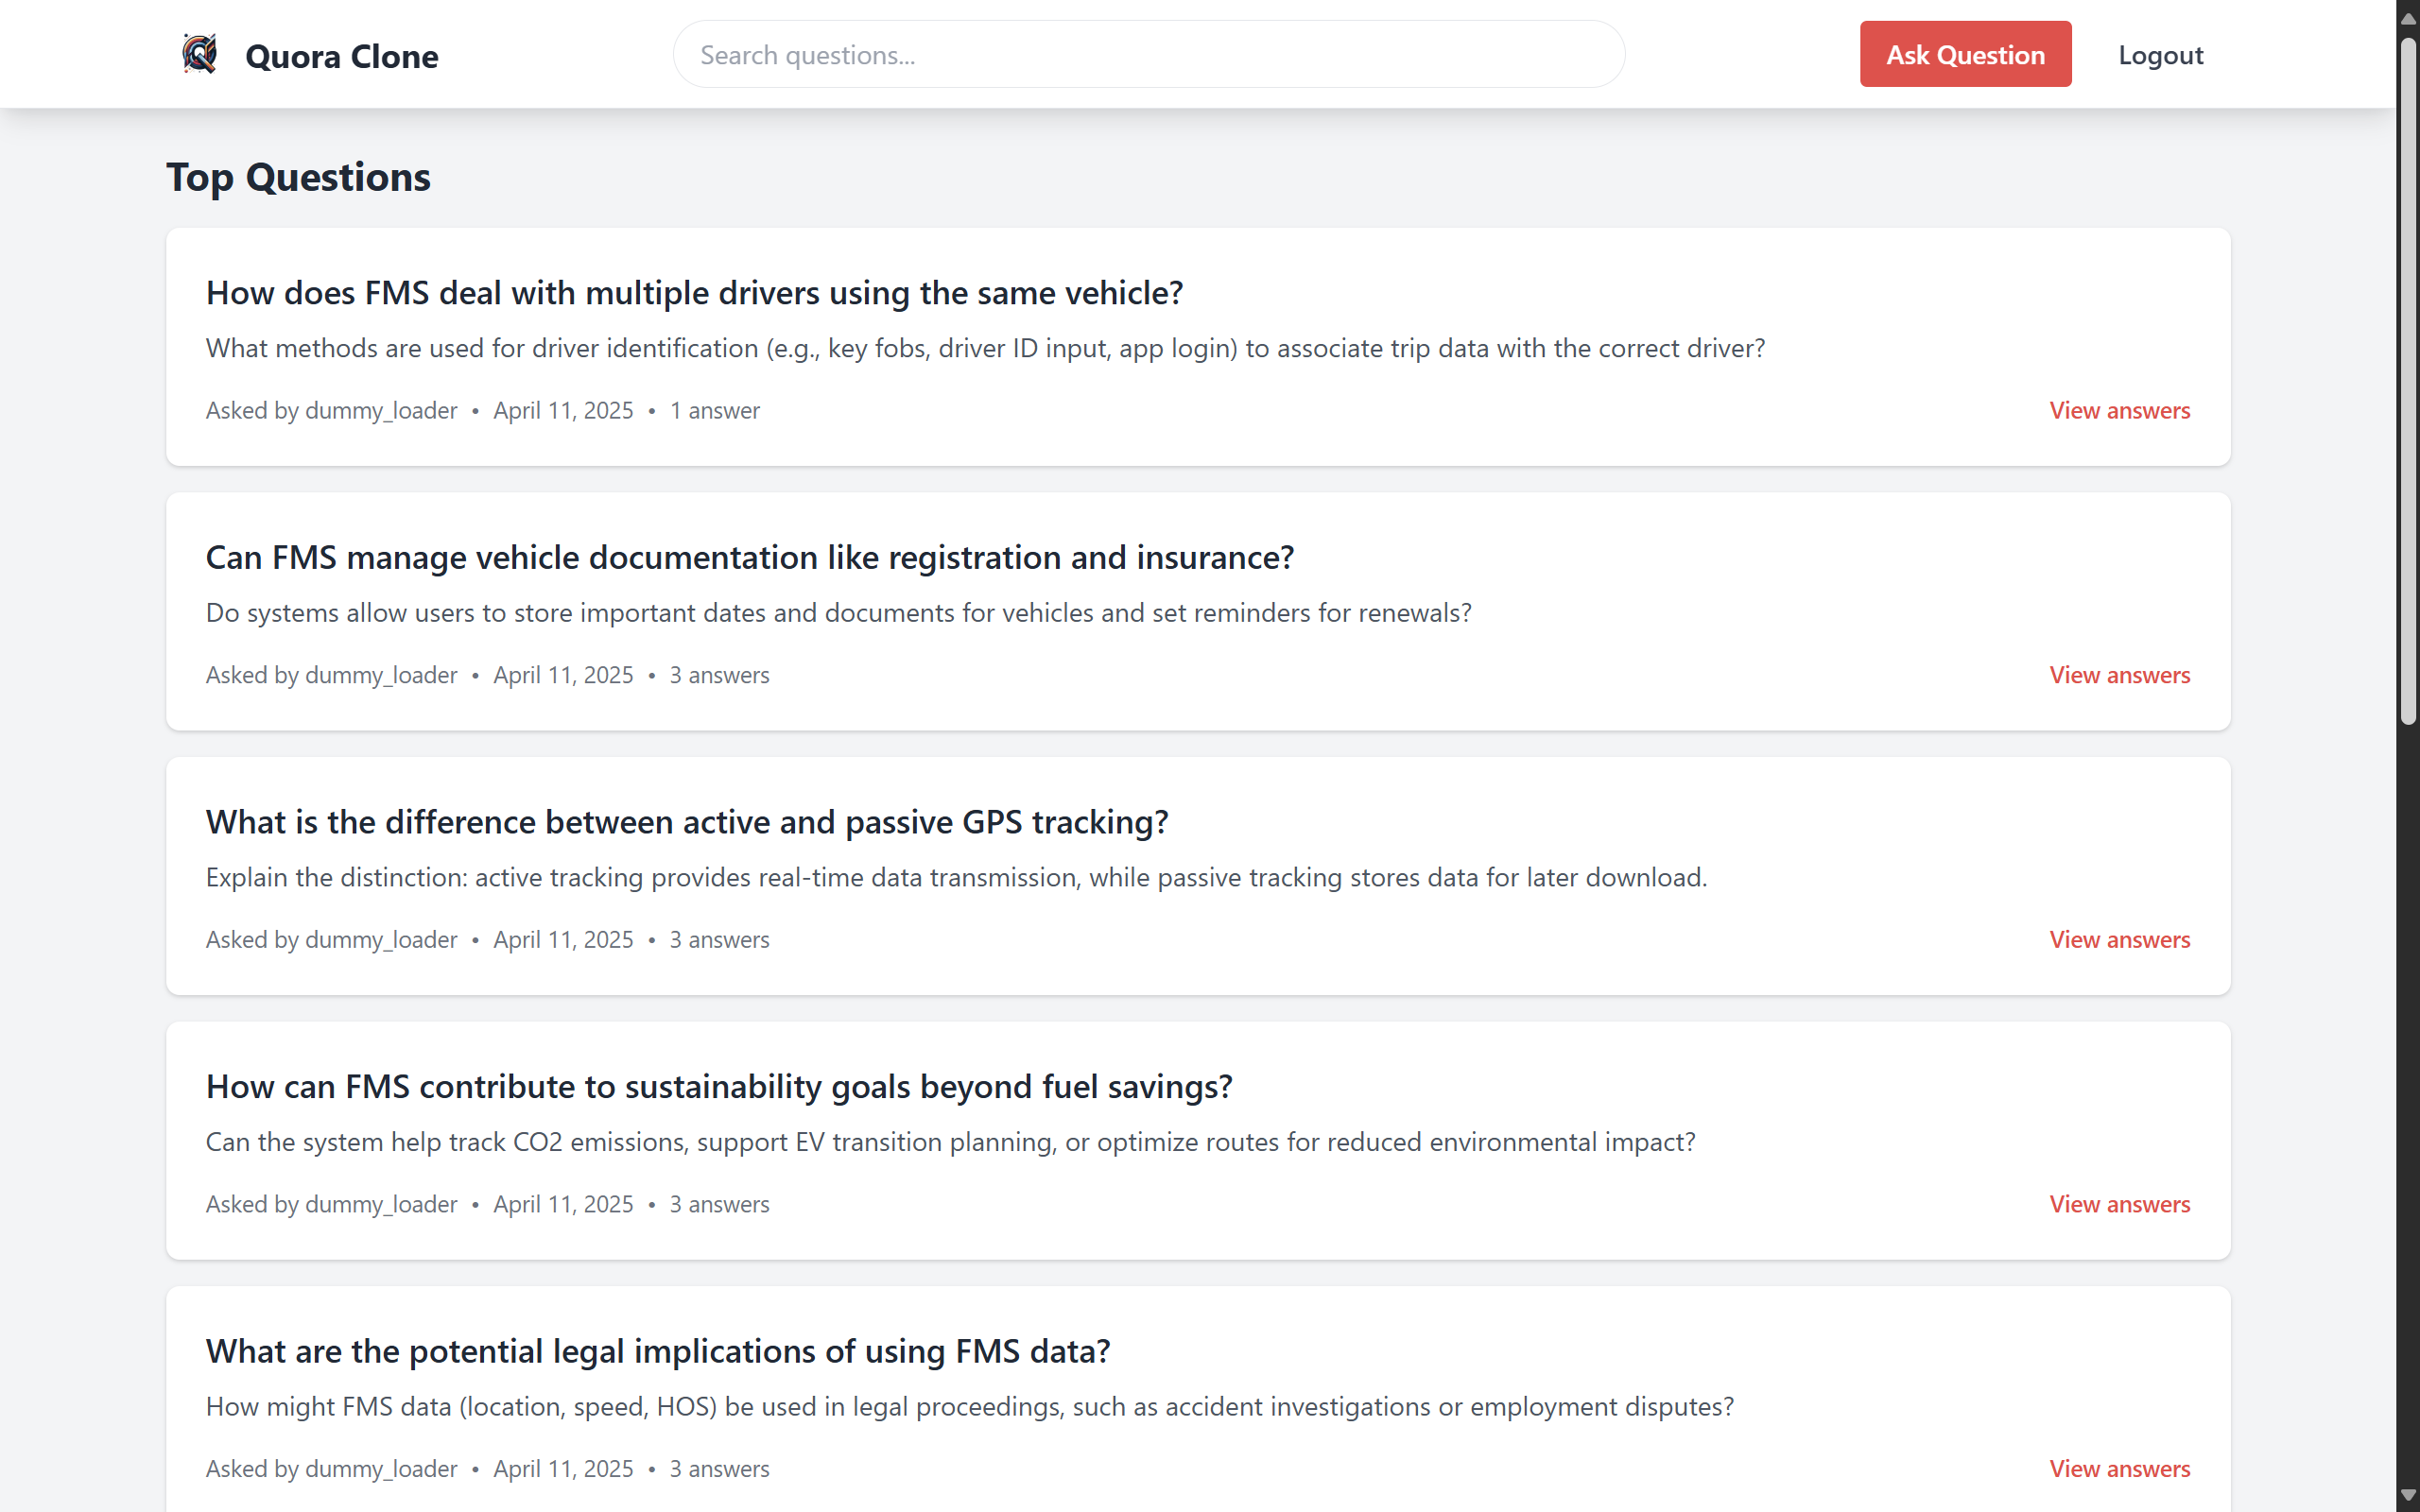 Quora Clone
Search questions...
Ask Question
Logout
Top Questions
How does FMS deal with multiple drivers using the same vehicle?
What methods are used for driver identification (e.g., key fobs, driver ID input, app login) to associate trip data with the correct driver?
Asked by dummy_loader • April 11, 2025 • 1 answer
View answers
Can FMS manage vehicle documentation like registration and insurance?
Do systems allow users to store important dates and documents for vehicles and set reminders for renewals?
Asked by dummy_loader • April 11, 2025 • 3 answers
View answers
What is the difference between active and passive GPS tracking?
Explain the distinction: active tracking provides real-time data transmission, while passive tracking stores data for later download.
Asked by dummy_loader • April 11, 2025 • 3 answers
View answers
How can FMS contribute to sustainability goals beyond fuel savings?
Can the system help track CO2 emissions, support EV transition planning, or optimize routes for reduced environmental impact?
Asked by dummy_loader • April 11, 2025 • 3 answers
View answers
What are the potential legal implications of using FMS data?
How might FMS data (location, speed, HOS) be used in legal proceedings, such as accident investigations or employment disputes?
Asked by dummy_loader • April 11, 2025 • 3 answers
View answers